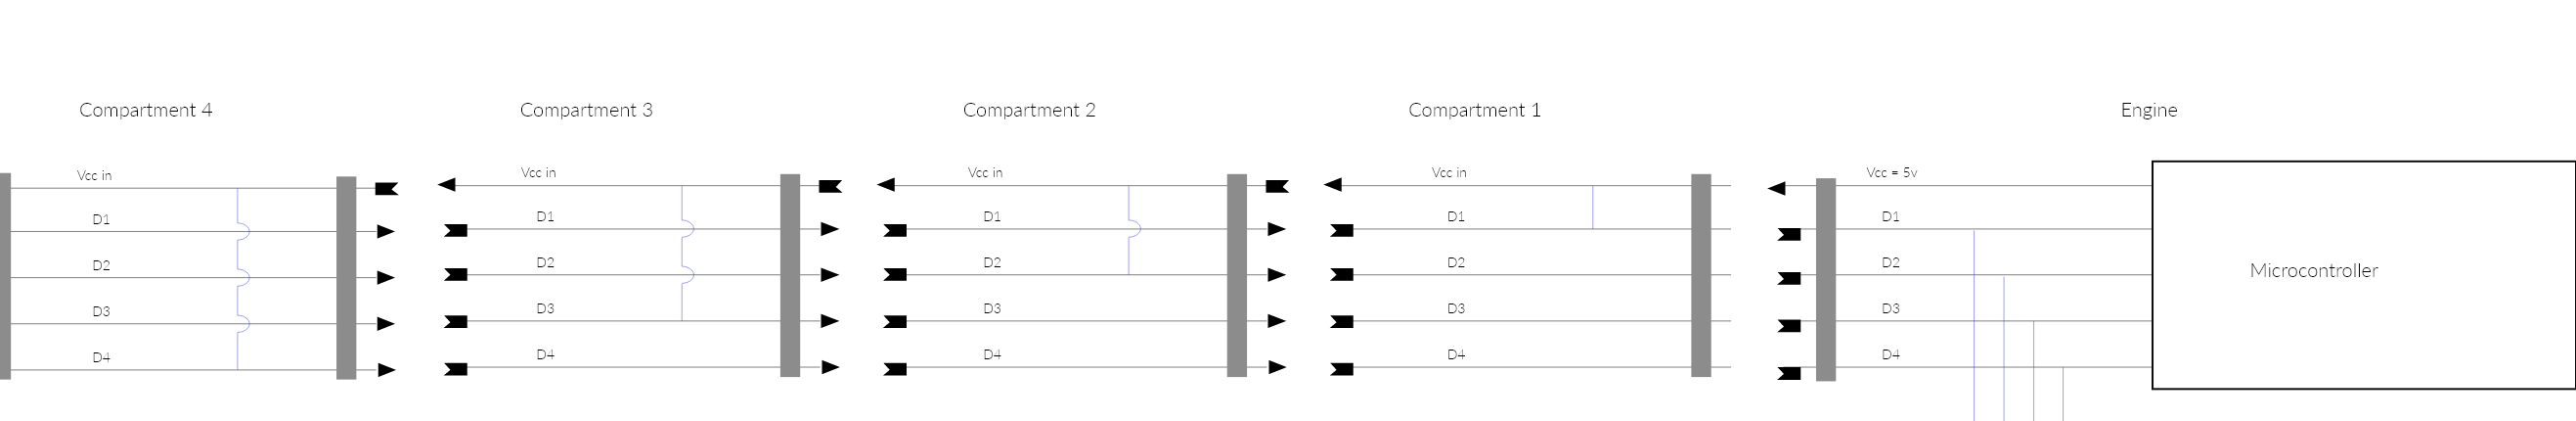 Compartment 4
Compartment 3
Compartment 2
Compartment 1
Engine
Vcc in
D1
D2
D3
D4
Vcc in
D1
D2
D3
D4
Vcc in
D1
D2
D3
D4
Vcc in
D1
D2
D3
D4
Vcc = 5v
D1
D2
D3
D4
Microcontroller